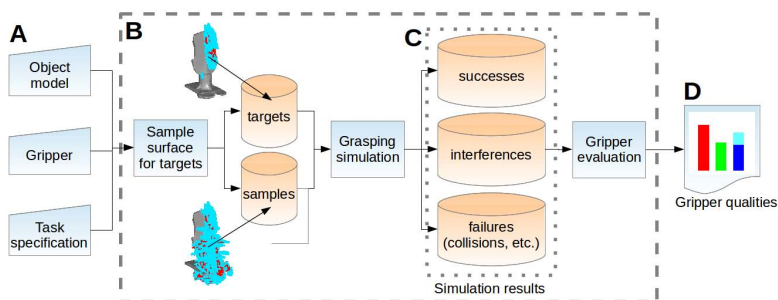 A
B
C
D
Object
model
Gripper
Task
specification
Sample
surface
for targets
targets
samples
Grasping
simulation
successes
interferences
failures
(collisions, etc.)
Simulation results
Gripper
evaluation
Gripper qualities